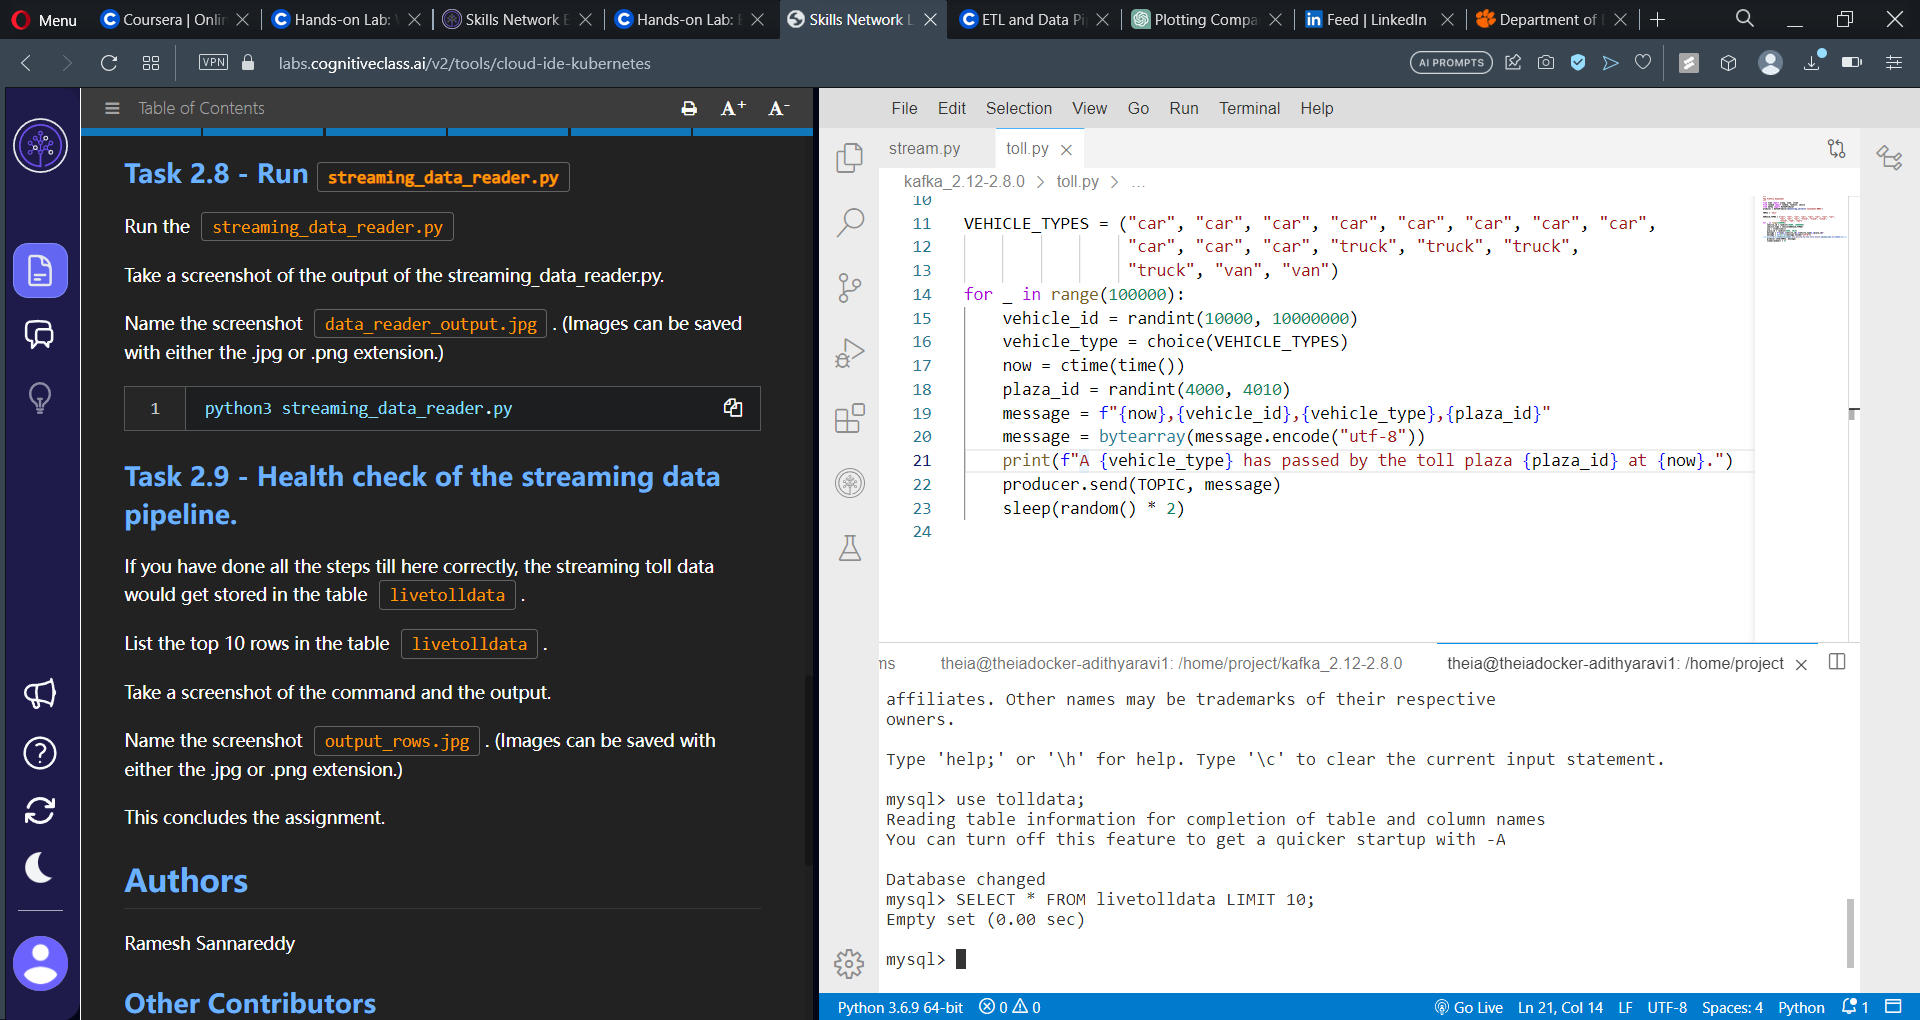 Menu
Coursera | Onlin
Hands-on Lab: V
Skills Network E
Hands-on Lab: E
Skills Network L
ETL and Data Pi
Plotting Compa
Feed | LinkedIn
Department of
VPN
labs.cognitiveclass.ai/v2/tools/cloud-ide-kubernetes
AI PROMPTS
Table of Contents
A+ A-
Task 2.8 - Run streaming_data_reader.py
Run the streaming_data_reader.py
Take a screenshot of the output of the streaming_data_reader.py.
Name the screenshot data_reader_output.jpg . (Images can be saved
with either the .jpg or .png extension.)
1 python3 streaming_data_reader.py
Task 2.9 - Health check of the streaming data
pipeline.
If you have done all the steps till here correctly, the streaming toll data
would get stored in the table livetolldata .
List the top 10 rows in the table livetolldata .
Take a screenshot of the command and the output.
Name the screenshot output_rows.jpg . (Images can be saved with
either the .jpg or .png extension.)
This concludes the assignment.
Authors
Ramesh Sannareddy
Other Contributors
File Edit Selection View Go Run Terminal Help
stream.py toll.py
kafka_2.12-2.8.0 > toll.py > ...
10
11 VEHICLE_TYPES = ("car", "car", "car", "car", "car", "car", "car", "car",
12 "car", "car", "car", "truck", "truck", "truck",
13 "truck", "van", "van")
14 for _ in range(100000):
15 vehicle_id = randint(10000, 10000000)
16 vehicle_type = choice(VEHICLE_TYPES)
17 now = ctime(time())
18 plaza_id = randint(4000, 4010)
19 message = f"{now},{vehicle_id},{vehicle_type},{plaza_id}"
20 message = bytearray(message.encode("utf-8"))
21 print(f"A {vehicle_type} has passed by the toll plaza {plaza_id} at {now}.")
22 producer.send(TOPIC, message)
23 sleep(random() * 2)
24
ms theia@theiadocker-adithyaravi1: /home/project/kafka_2.12-2.8.0 theia@theiadocker-adithyaravi1: /home/project
affiliates. Other names may be trademarks of their respective
owners.
Type 'help;' or '\h' for help. Type '\c' to clear the current input statement.
mysql> use tolldata;
Reading table information for completion of table and column names
You can turn off this feature to get a quicker startup with -A
Database changed
mysql> SELECT * FROM livetolldata LIMIT 10;
Empty set (0.00 sec)
mysql>
Python 3.6.9 64-bit 0 0 Go Live Ln 21, Col 14 LF UTF-8 Spaces: 4 Python 1